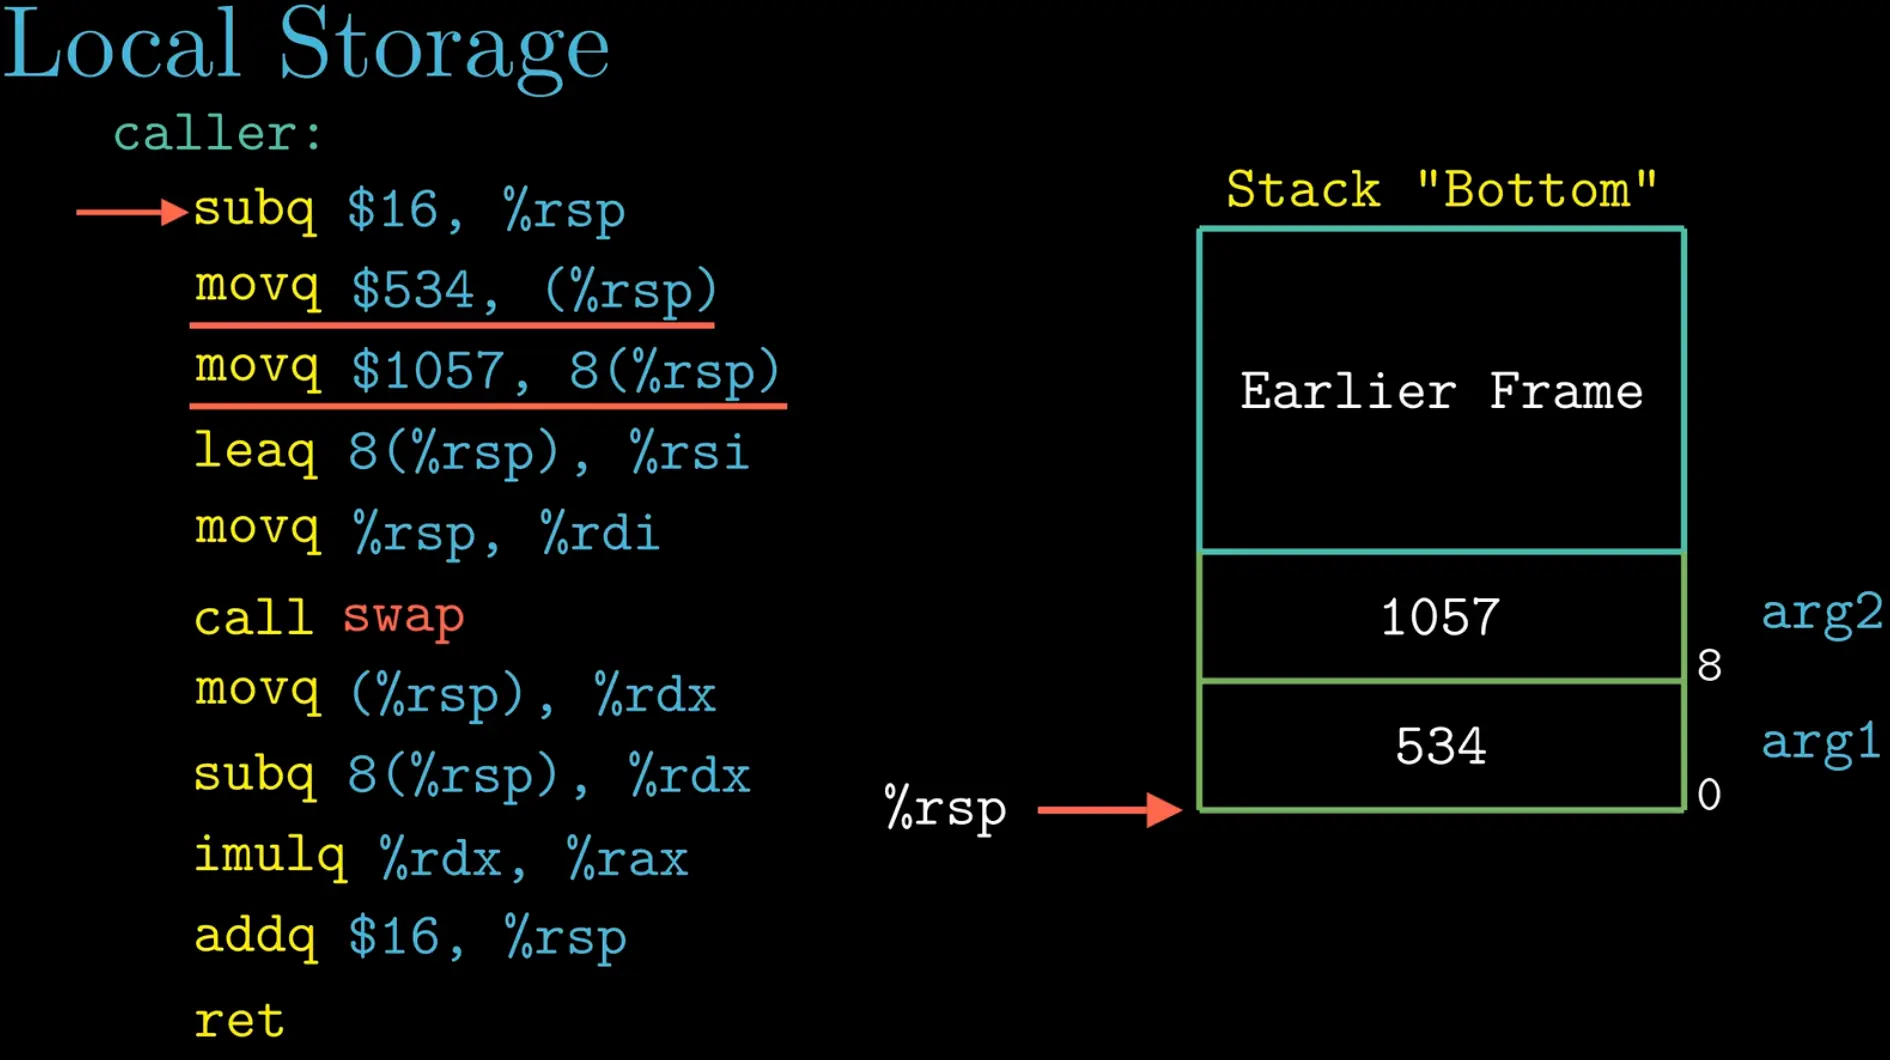 Local Storage
caller:
subq $16, %rsp
movq $534, (%rsp)
movq $1057, 8(%rsp)
leaq 8(%rsp), %rsi
movq %rsp, %rdi
call swap
movq (%rsp), %rdx
subq 8(%rsp), %rdx
imulq %rdx, %rax
addq $16, %rsp
ret
Stack "Bottom"
Earlier Frame
1057 arg2
8
534 arg1
%rsp 0